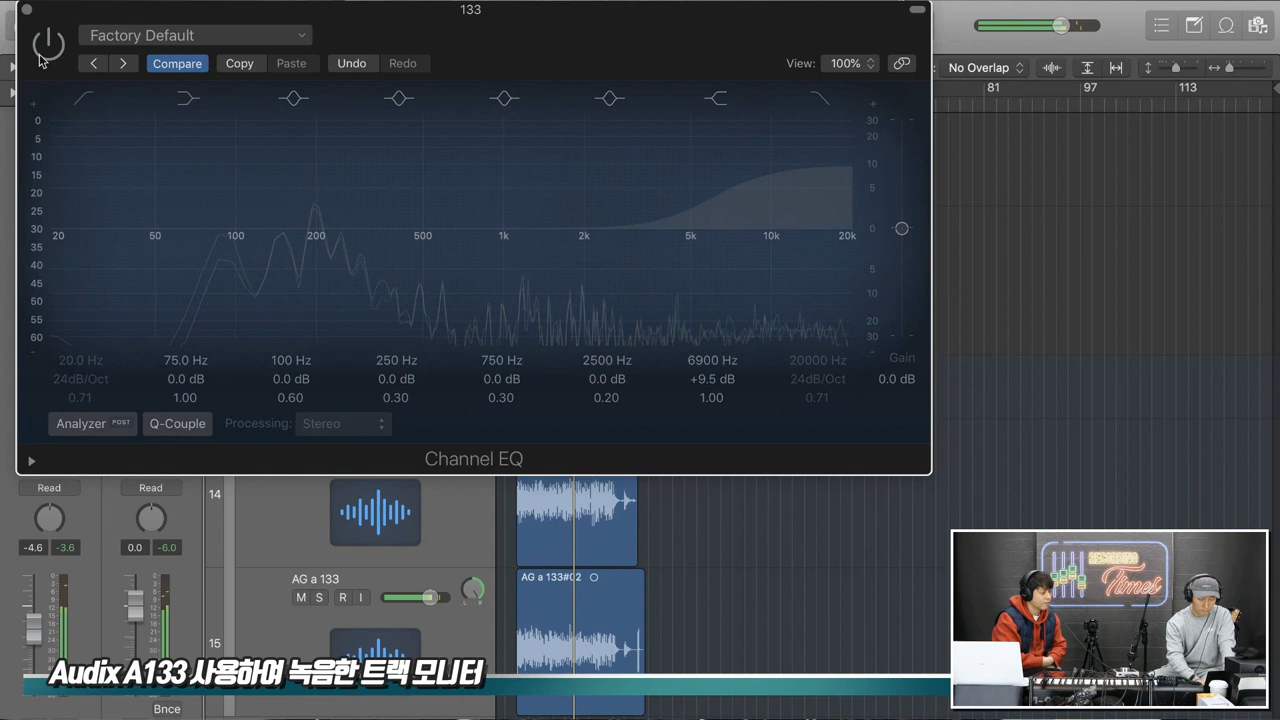 133
Factory Default
Compare Copy Paste Undo Redo View: 100%
No Overlap
81 97 113
+ +
0 30
5 20
10
15 10
20 5
25
30 0
20 50 100 200 500 1k 2k 5k 10k 20k
35
40 5
45
50 10
55 20
60 30
- -
20.0 Hz 75.0 Hz 100 Hz 250 Hz 750 Hz 2500 Hz 6900 Hz 20000 Hz Gain
24dB/Oct 0.0 dB 0.0 dB 0.0 dB 0.0 dB 0.0 dB +9.5 dB 24dB/Oct 0.0 dB
0.71 1.00 0.60 0.30 0.30 0.20 1.00 0.71
Analyzer POST Q-Couple Processing: Stereo
Channel EQ
Read Read
14
-4.6 -3.6 0.0 -6.0
AG a 133
M S R I
AG a 133#02
15
RECORDING
Times
Audix A133 사용하여 녹음한 트랙 모니터
Bnce